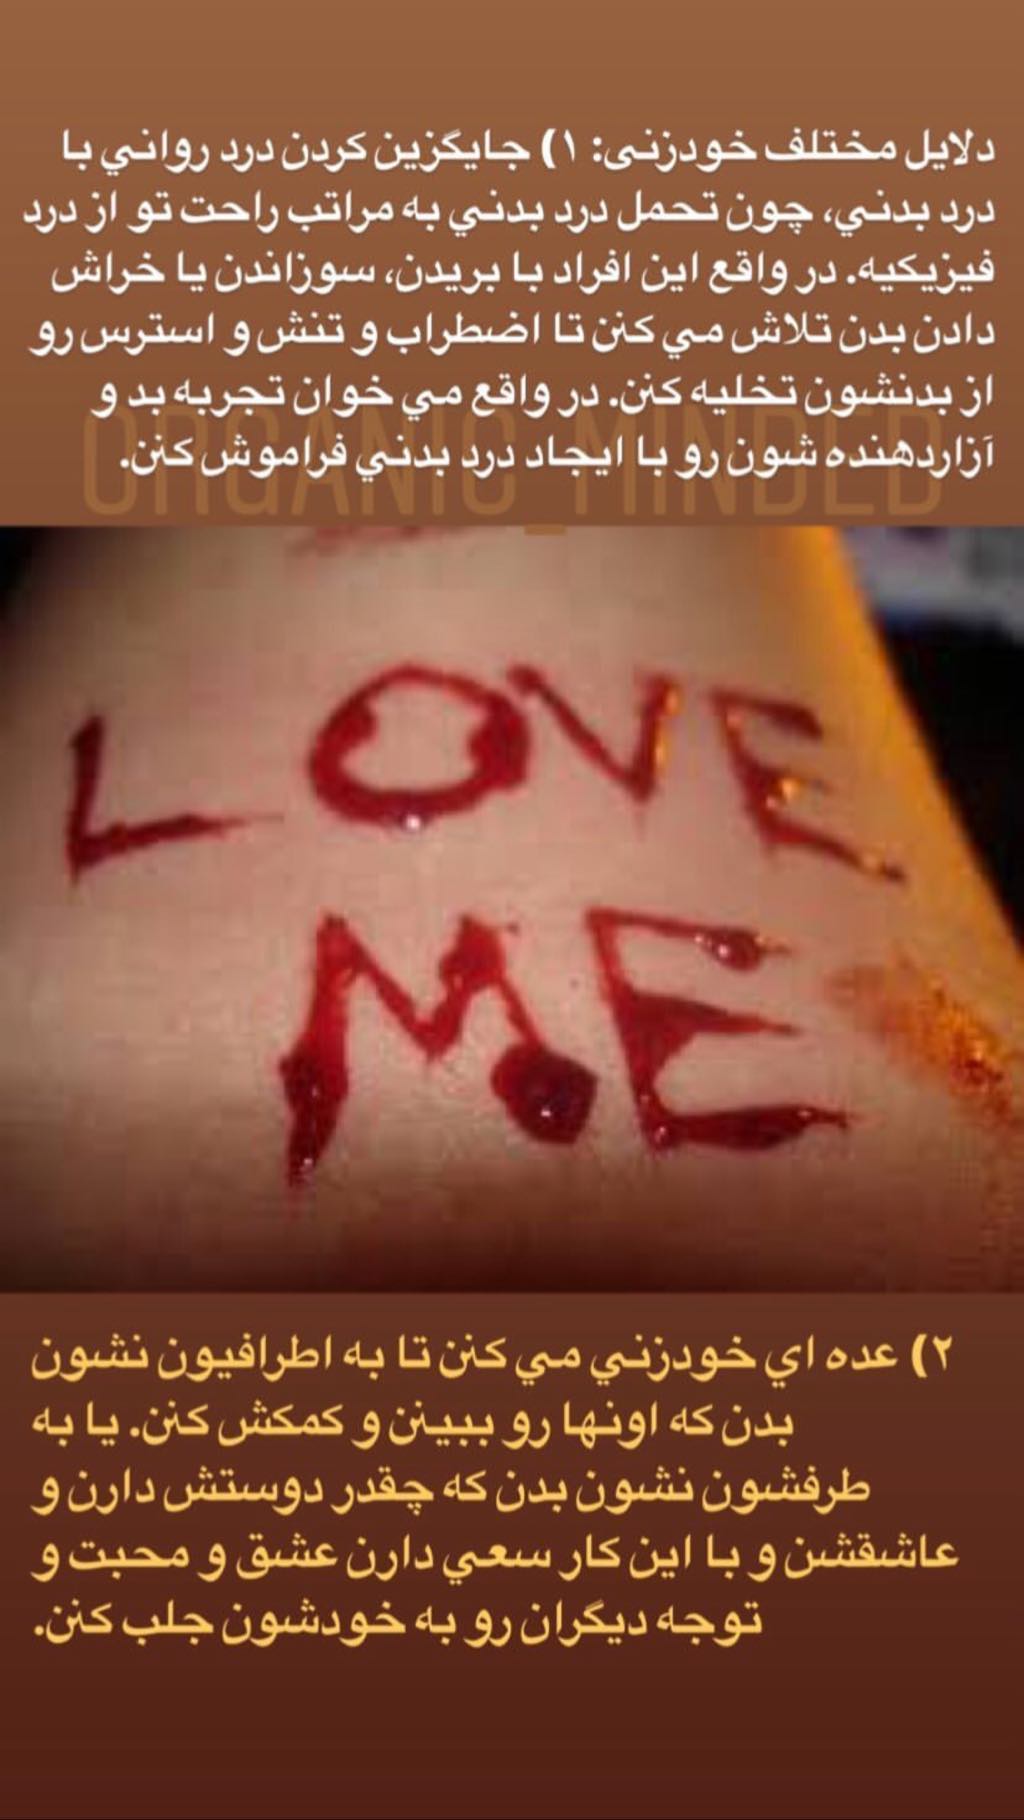 دلایل مختلف خودزنی: ۱) جایگزین کردن درد رواني با
درد بدني، چون تحمل درد بدني به مراتب راحت تو از درد
فیزیکیه. در واقع این افراد با بریدن، سوزاندن یا خراش
دادن بدن تلاش مي کنن تا اضطراب و تنش و استرس رو
از بدنشون تخلیه کنن. در واقع مي خوان تجربه بد و
آزاردهنده شون رو با ایجاد درد بدني فراموش کنن.
ORGANIC_MINDED
LOVE
ME
۲) عده اي خودزني مي کنن تا به اطرافیون نشون
بدن که اونها رو ببینن و کمکش کنن. یا به
طرفشون نشون بدن که چقدر دوستش دارن و
عاشقشن و با این کار سعي دارن عشق و محبت و
توجه دیگران رو به خودشون جلب کنن.